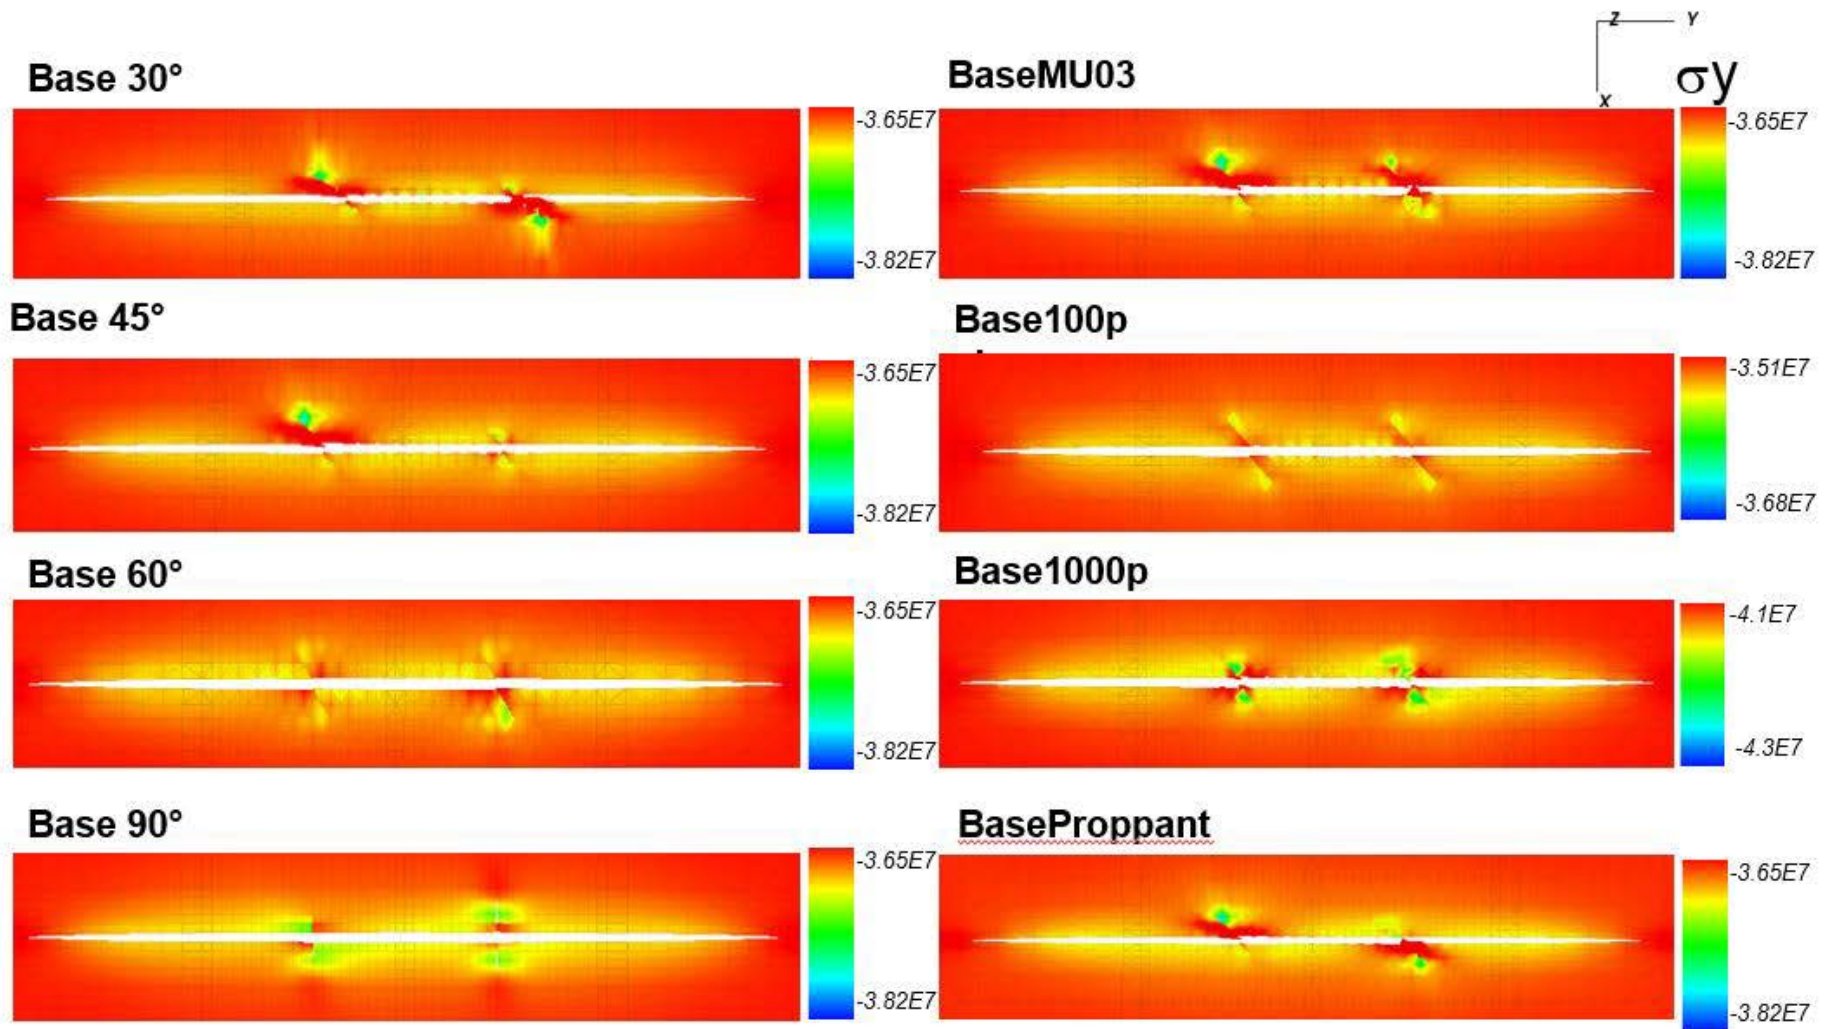 Z Y
X
σy
Base 30°
-3.65E7
-3.82E7
BaseMU03
-3.65E7
-3.82E7
Base 45°
-3.65E7
-3.82E7
Base100p
-3.51E7
-3.68E7
Base 60°
-3.65E7
-3.82E7
Base1000p
-4.1E7
-4.3E7
Base 90°
-3.65E7
-3.82E7
BaseProppant
-3.65E7
-3.82E7